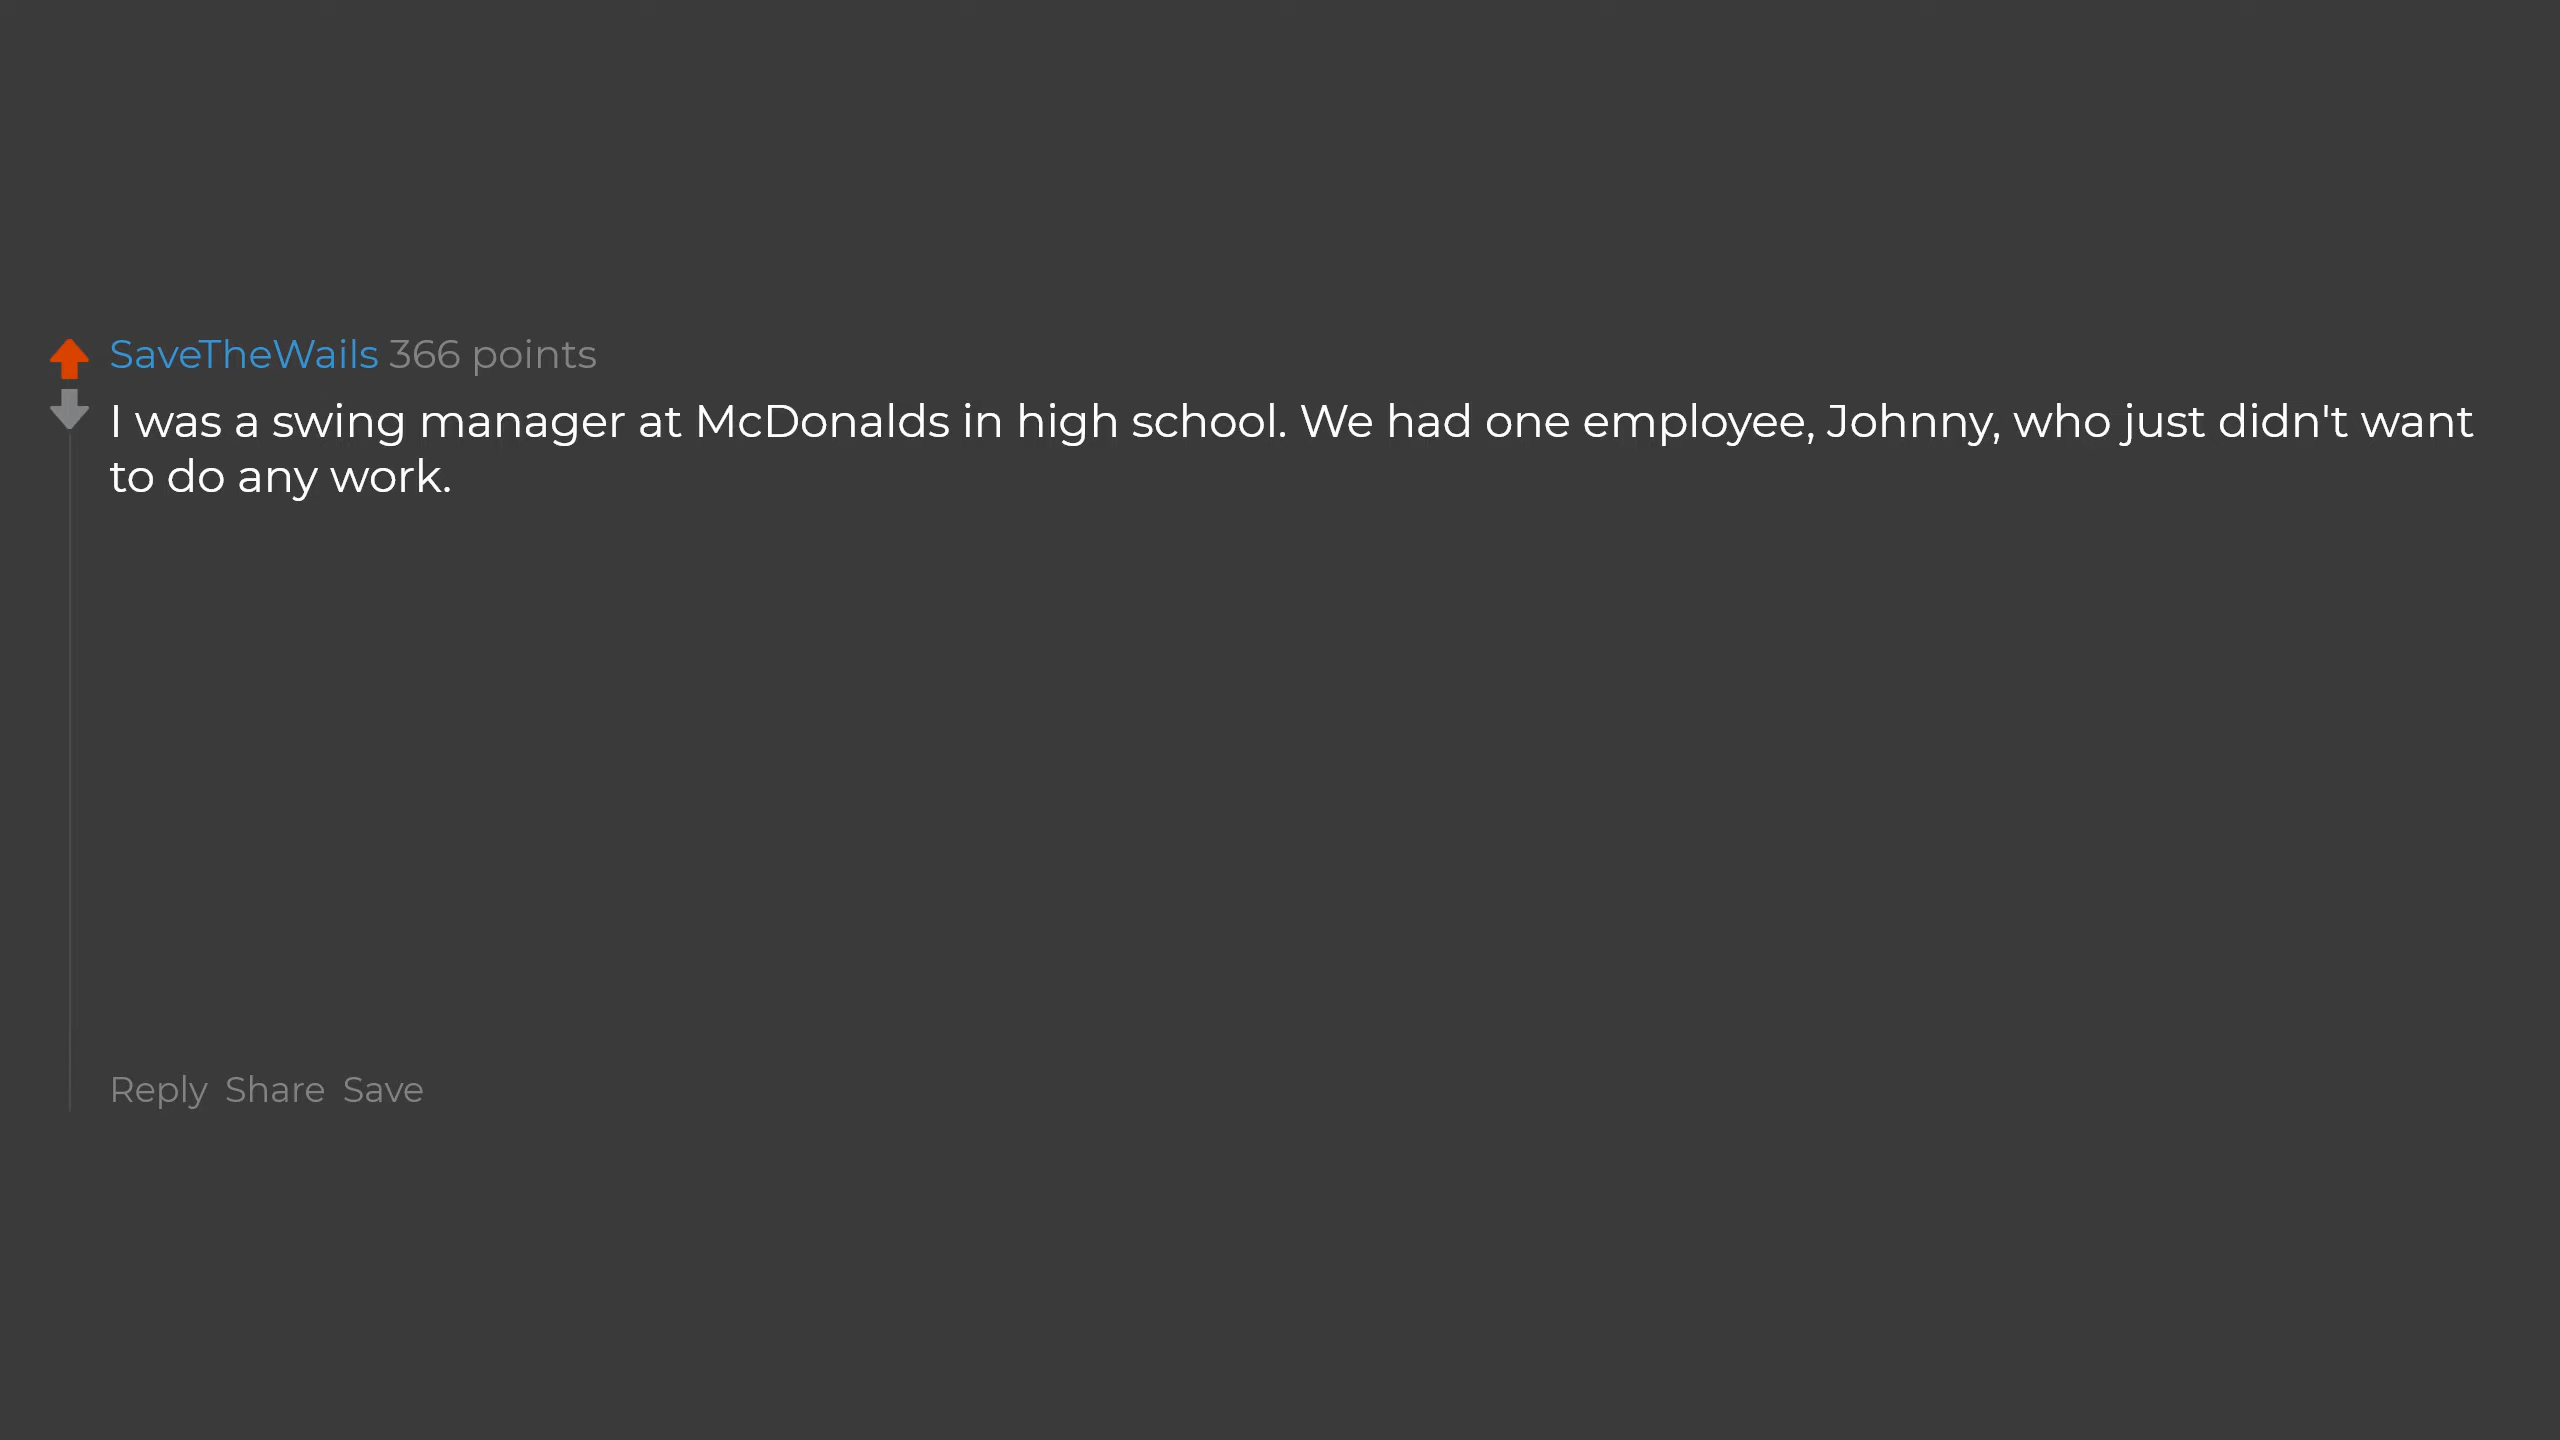 SaveTheWails 366 points
I was a swing manager at McDonalds in high school. We had one employee, Johnny, who just didn't want
to do any work.
Reply Share Save